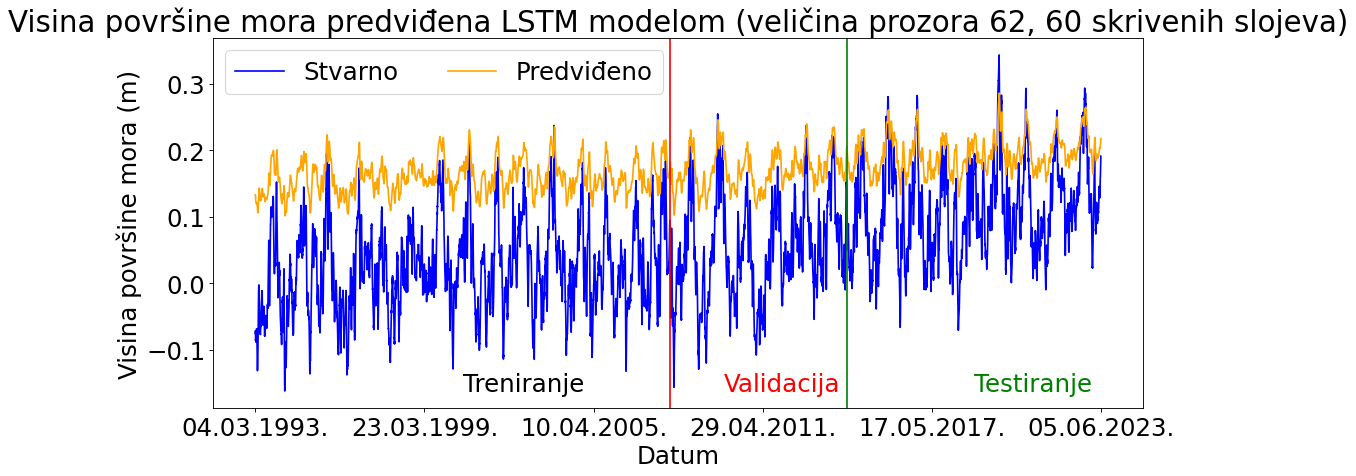 Visina površine mora predviđena LSTM modelom (veličina prozora 62, 60 skrivenih slojeva)
Stvarno
Predviđeno
Visina površine mora (m)
0.3
0.2
0.1
0.0
−0.1
Treniranje
Validacija
Testiranje
04.03.1993.
23.03.1999.
10.04.2005.
29.04.2011.
17.05.2017.
05.06.2023.
Datum